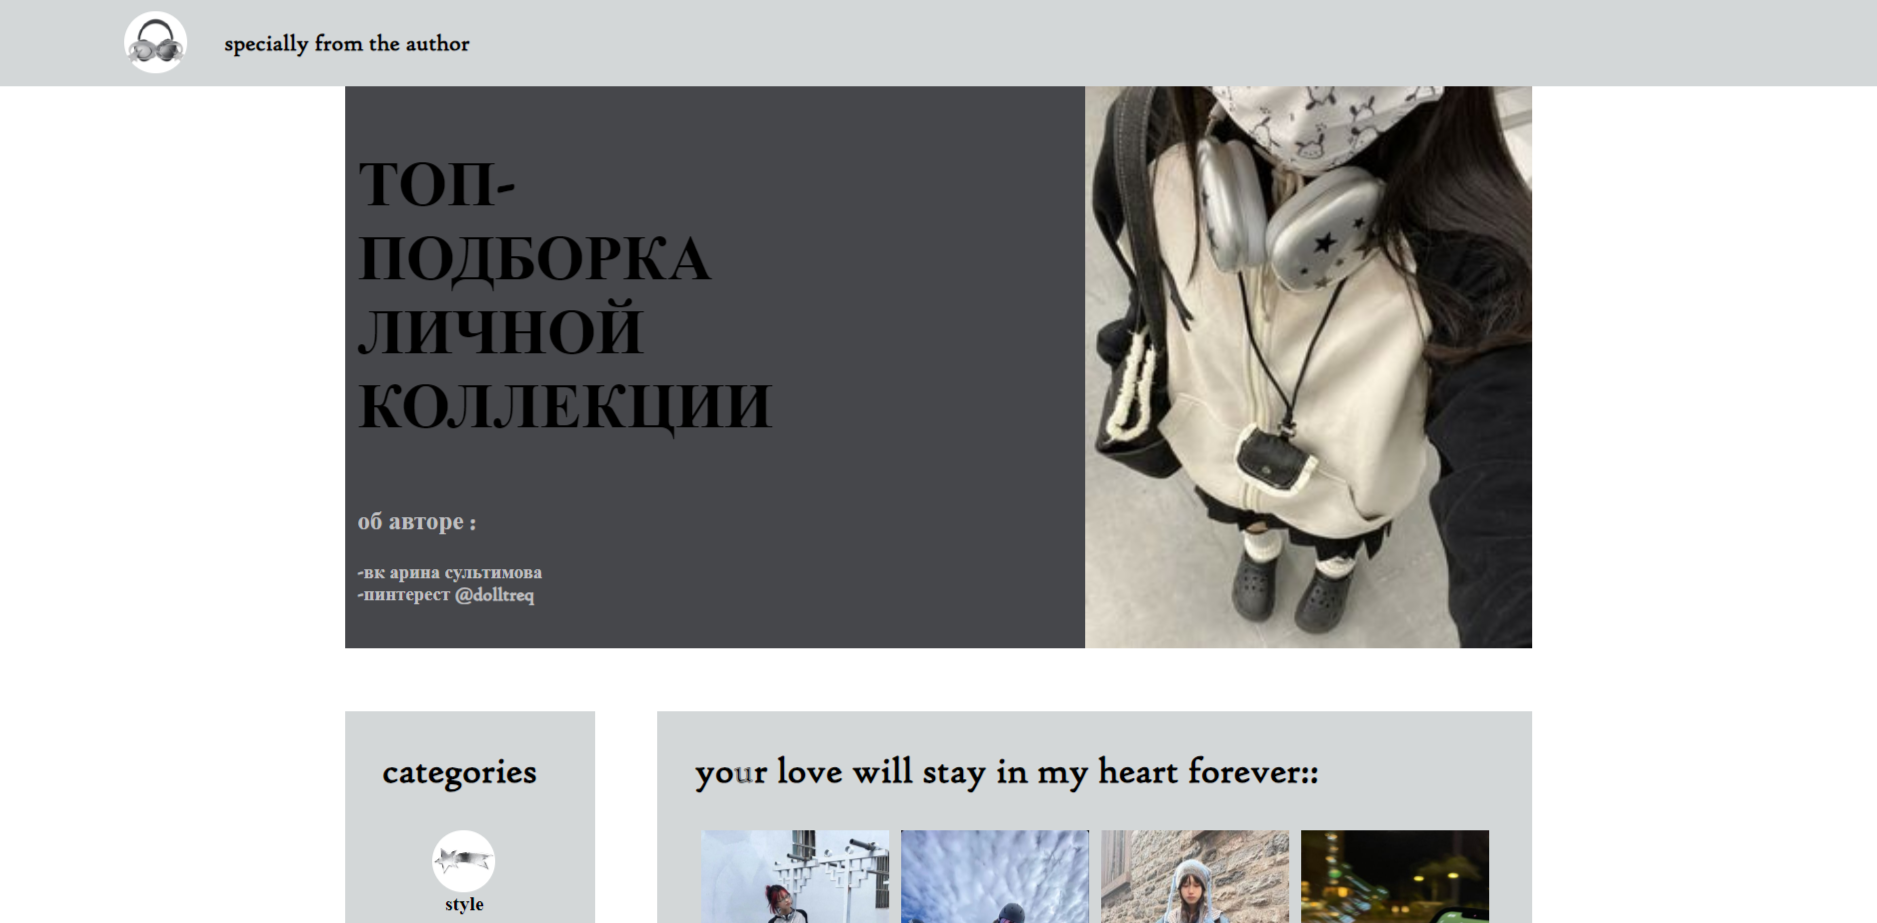 specially from the author
ТОП-
ПОДБОРКА
ЛИЧНОЙ
КОЛЛЕКЦИИ
об авторе :
-вк арина сультимова
-пинтерест @dolltreq
categories
your love will stay in my heart forever::
style